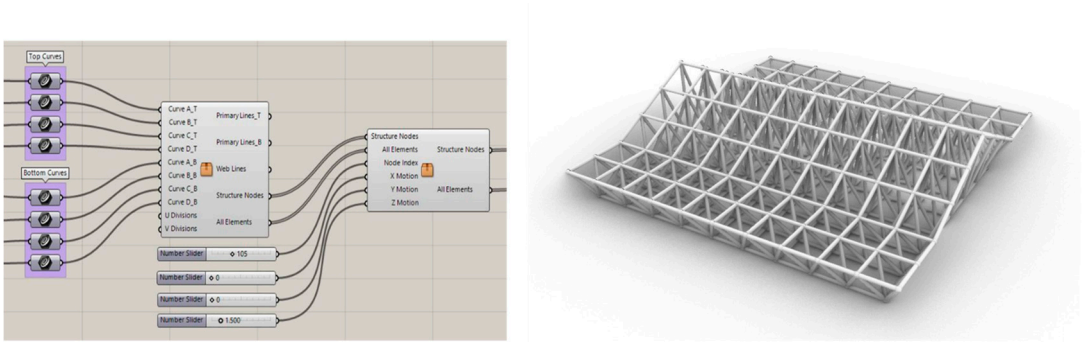 Top Curves
Bottom Curves
Curve A_T
Curve B_T
Curve C_T
Curve D_T
Curve A_B
Curve B_B
Curve C_B
Curve D_B
U Divisions
V Divisions
Primary Lines_T
Primary Lines_B
Web Lines
Structure Nodes
All Elements
Number Slider 105
Number Slider 0
Number Slider 0
Number Slider 1.500
Structure Nodes
All Elements
Node Index
X Motion
Y Motion
Z Motion
Structure Nodes
All Elements